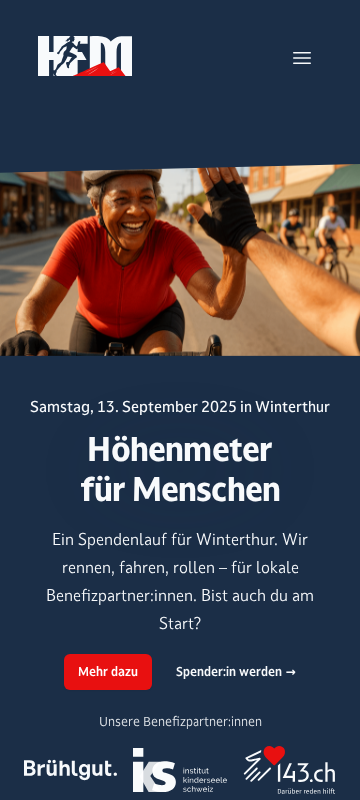 HFM
Samstag, 13. September 2025 in Winterthur
Höhenmeter
für Menschen
Ein Spendenlauf für Winterthur. Wir
rennen, fahren, rollen – für lokale
Benefizpartner:innen. Bist auch du am
Start?
Mehr dazu
Spender:in werden →
Unsere Benefizpartner:innen
Brühlgut.
iks institut
kinderseele
schweiz
143.ch
Darüber reden hilft